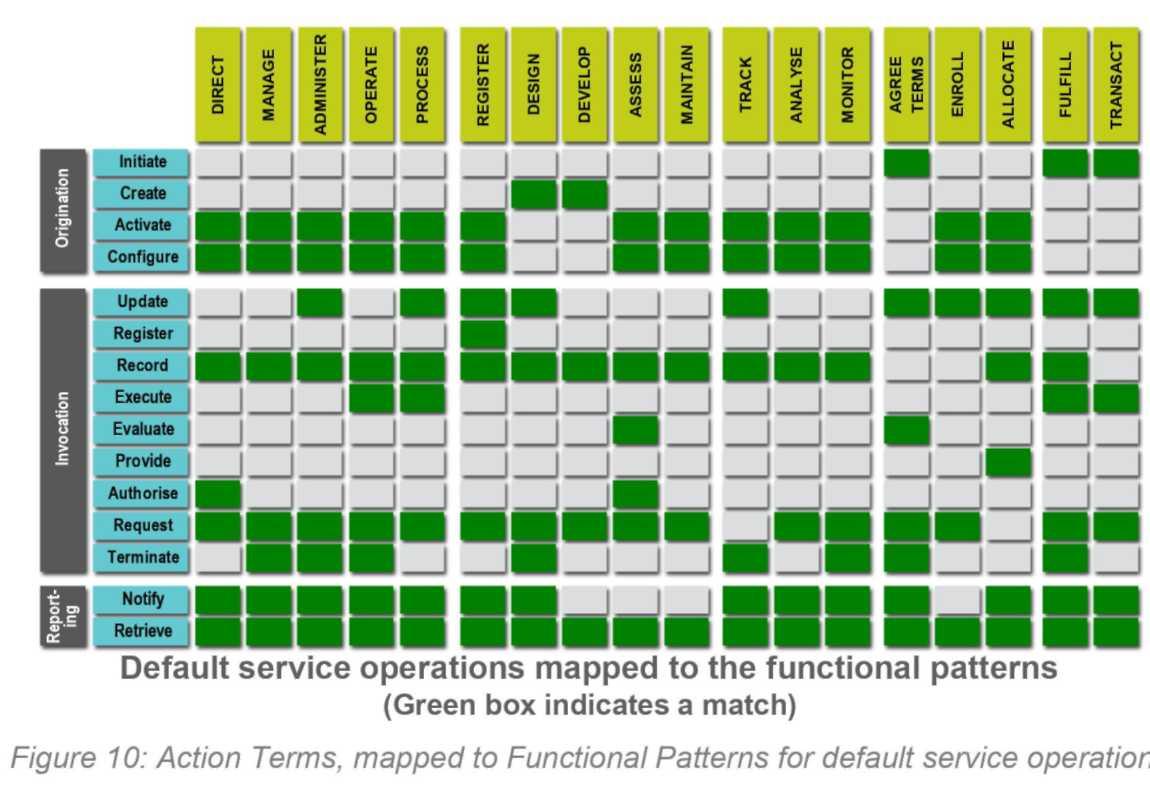 DIRECT
MANAGE
ADMINISTER
OPERATE
PROCESS
REGISTER
DESIGN
DEVELOP
ASSESS
MAINTAIN
TRACK
ANALYSE
MONITOR
AGREE
TERMS
ENROLL
ALLOCATE
FULFILL
TRANSACT
Origination
Initiate
Create
Activate
Configure
Invocation
Update
Register
Record
Execute
Evaluate
Provide
Authorise
Request
Terminate
Report-
ing
Notify
Retrieve
Default service operations mapped to the functional patterns
(Green box indicates a match)
Figure 10: Action Terms, mapped to Functional Patterns for default service operation